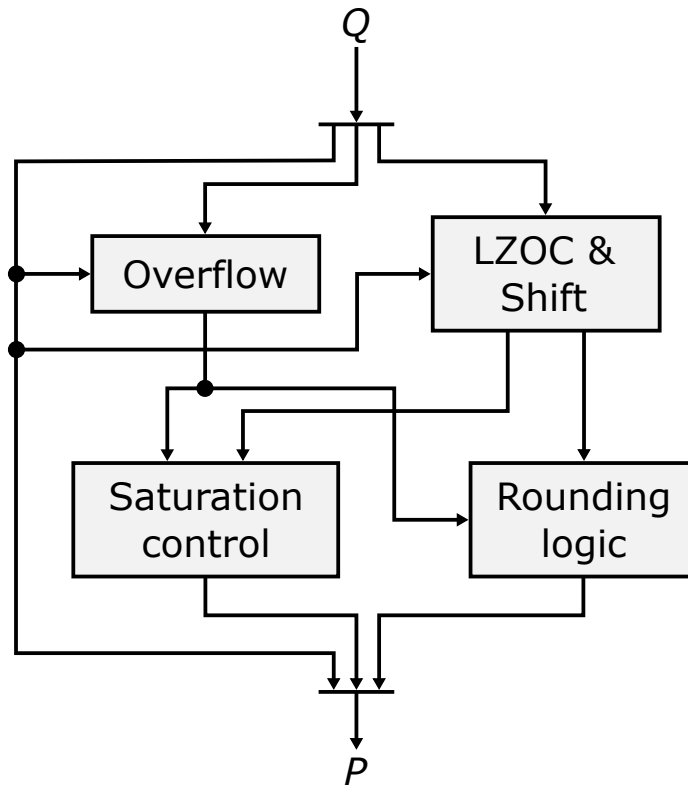 Q
Overflow
LZOC &
Shift
Saturation
control
Rounding
logic
P